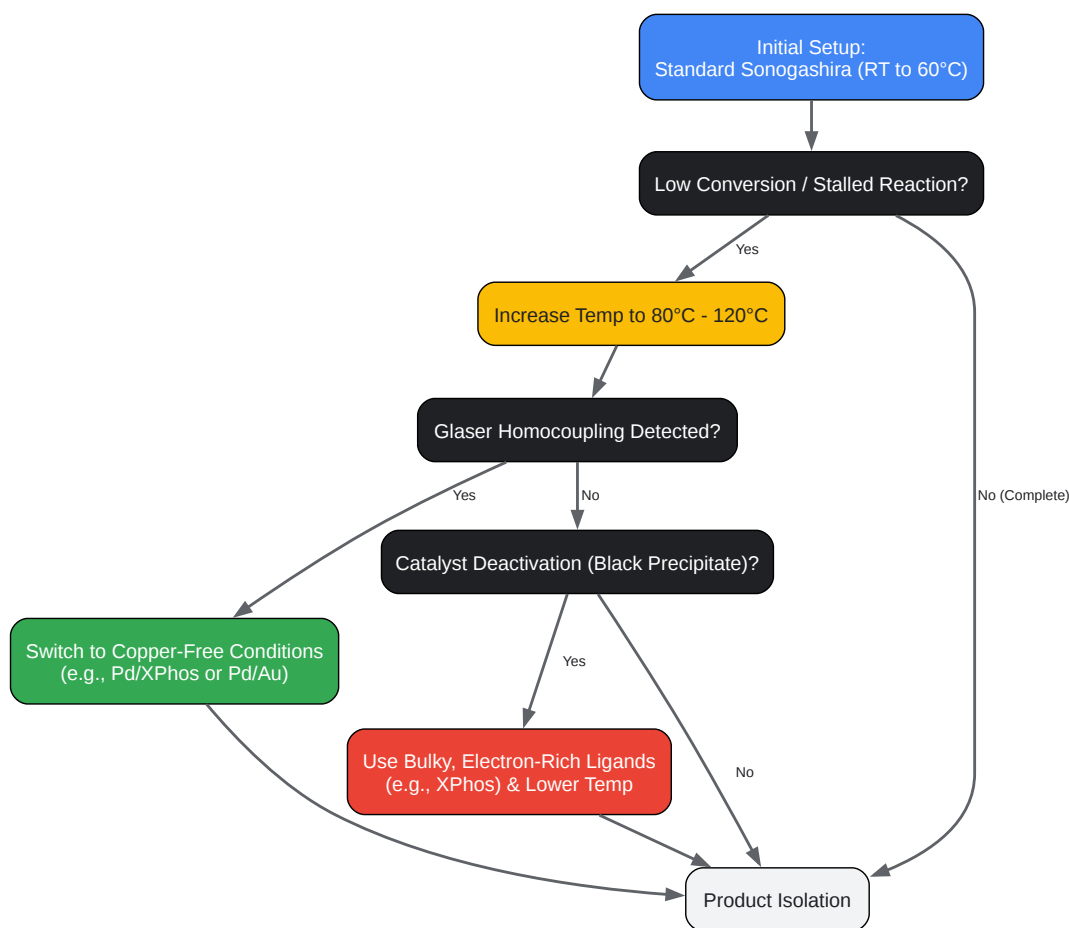 Initial Setup:
Standard Sonogashira (RT to 60°C)
Low Conversion / Stalled Reaction?
Yes
Increase Temp to 80°C - 120°C
Glaser Homocoupling Detected?
Yes
No
No (Complete)
Catalyst Deactivation (Black Precipitate)?
Switch to Copper-Free Conditions
(e.g., Pd/XPhos or Pd/Au)
Yes
Use Bulky, Electron-Rich Ligands
(e.g., XPhos) & Lower Temp
No
Product Isolation